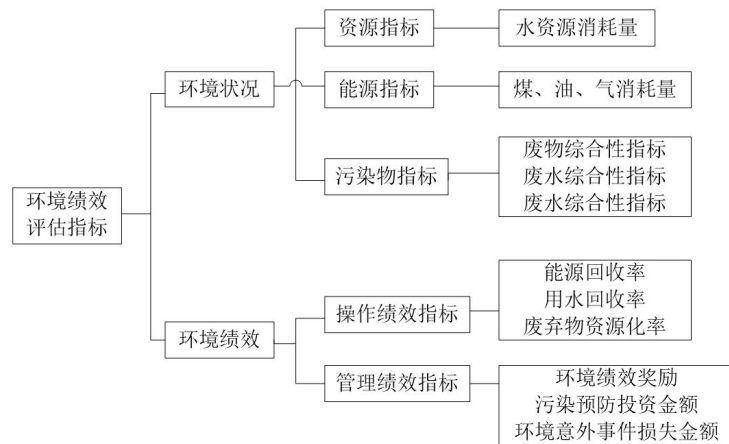 环境绩效
评估指标
环境状况
资源指标
水资源消耗量
能源指标
煤、油、气消耗量
污染物指标
废物综合性指标
废水综合性指标
废水综合性指标
环境绩效
操作绩效指标
能源回收率
用水回收率
废弃物资源化率
管理绩效指标
环境绩效奖励
污染预防投资金额
环境意外事件损失金额